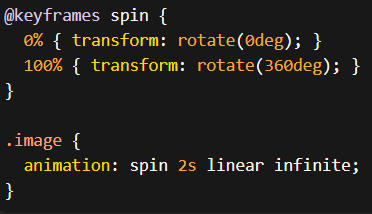 @keyframes spin {
  0% { transform: rotate(0deg); }
  100% { transform: rotate(360deg); }
}

.image {
  animation: spin 2s linear infinite;
}